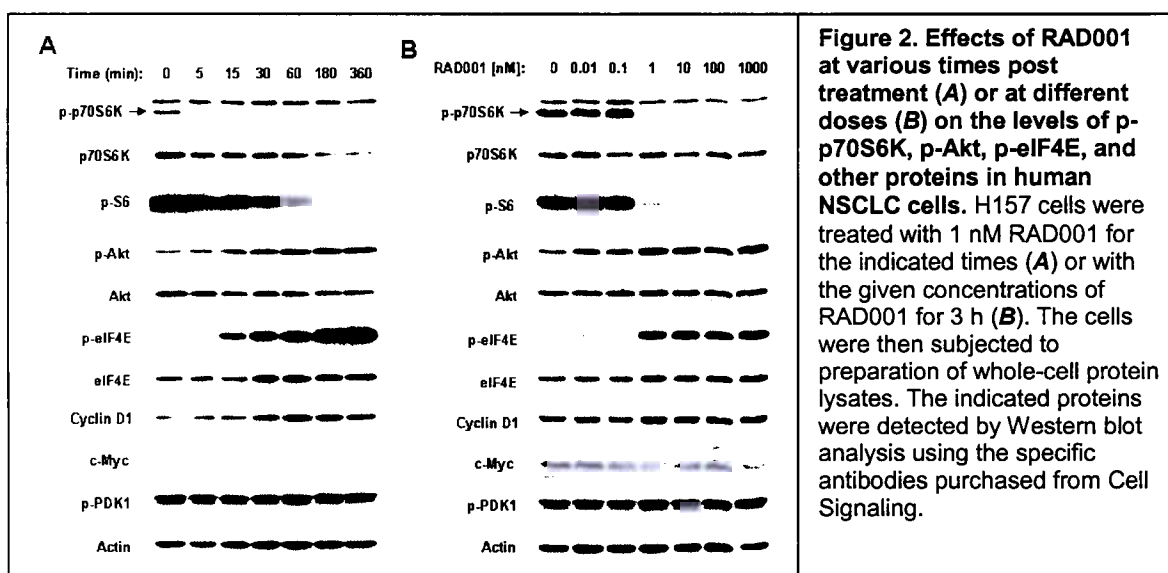 A
Time (min): 0 5 15 30 60 180 360
p-p70S6K →
p70S6K
p-S6
p-Akt
Akt
p-eIF4E
eIF4E
Cyclin D1
c-Myc
p-PDK1
Actin
B
RAD001 [nM]: 0 0.01 0.1 1 10 100 1000
p-p70S6K →
p70S6K
p-S6
p-Akt
Akt
p-eIF4E
eIF4E
Cyclin D1
c-Myc
p-PDK1
Actin
Figure 2. Effects of RAD001
at various times post
treatment (A) or at different
doses (B) on the levels of p-
p70S6K, p-Akt, p-eIF4E, and
other proteins in human
NSCLC cells. H157 cells were
treated with 1 nM RAD001 for
the indicated times (A) or with
the given concentrations of
RAD001 for 3 h (B). The cells
were then subjected to
preparation of whole-cell protein
lysates. The indicated proteins
were detected by Western blot
analysis using the specific
antibodies purchased from Cell
Signaling.